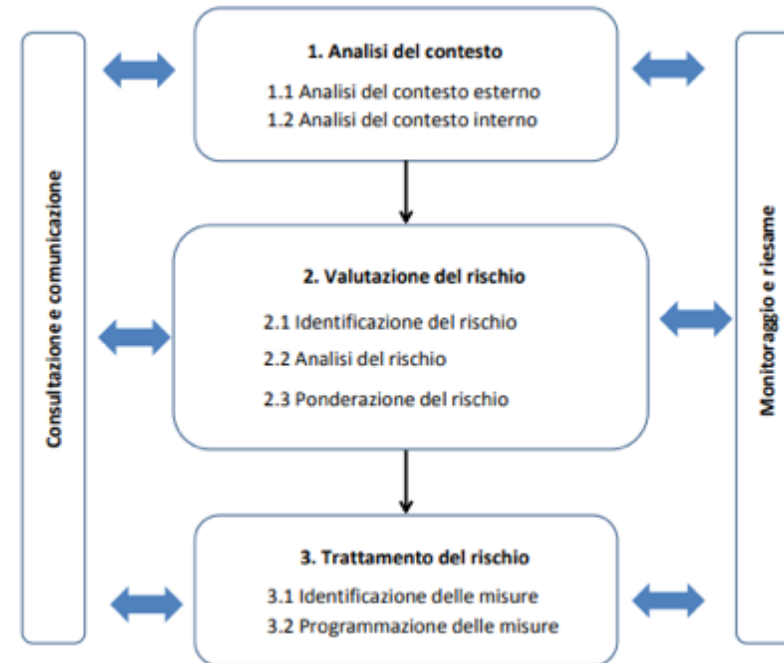 Consultazione e comunicazione
1. Analisi del contesto
1.1 Analisi del contesto esterno
1.2 Analisi del contesto interno
2. Valutazione del rischio
2.1 Identificazione del rischio
2.2 Analisi del rischio
2.3 Ponderazione del rischio
3. Trattamento del rischio
3.1 Identificazione delle misure
3.2 Programmazione delle misure
Monitoraggio e riesame